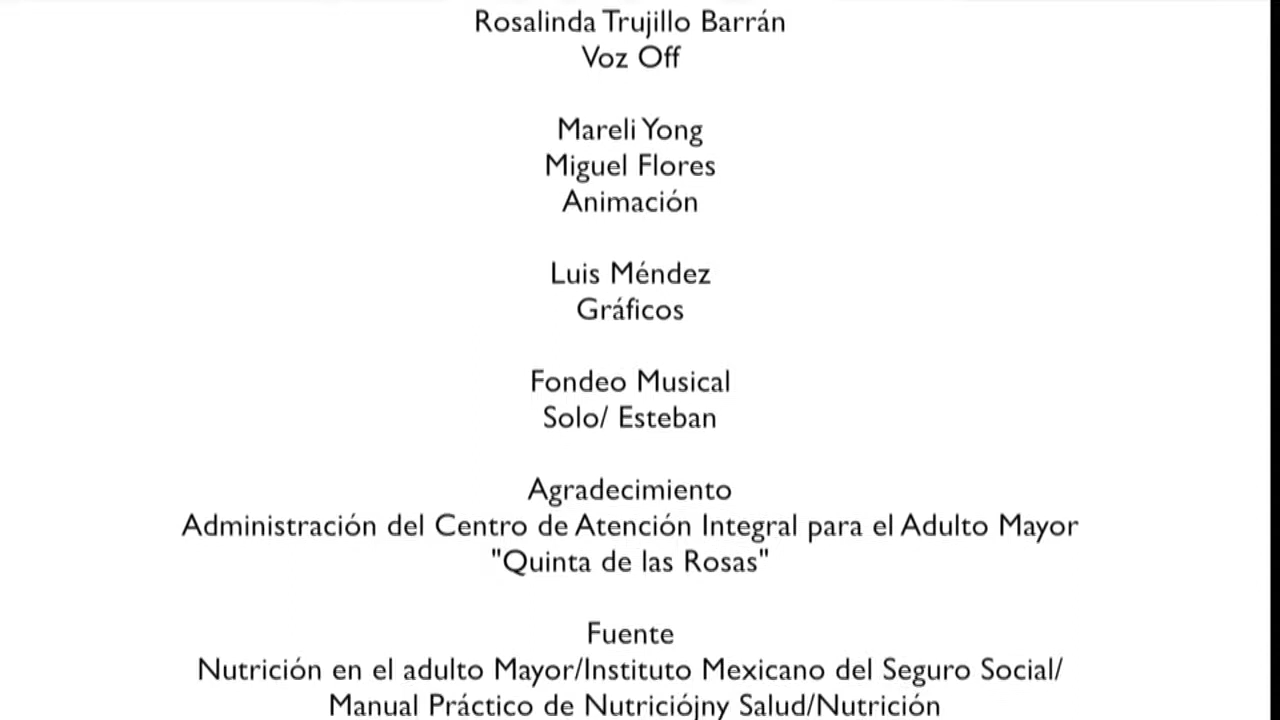 Rosalinda Trujillo Barrán
Voz Off
Mareli Yong
Miguel Flores
Animación
Luis Méndez
Gráficos
Fondeo Musical
Solo/ Esteban
Agradecimiento
Administración del Centro de Atención Integral para el Adulto Mayor
"Quinta de las Rosas"
Fuente
Nutrición en el adulto Mayor/Instituto Mexicano del Seguro Social/
Manual Práctico de Nutriciójny Salud/Nutrición